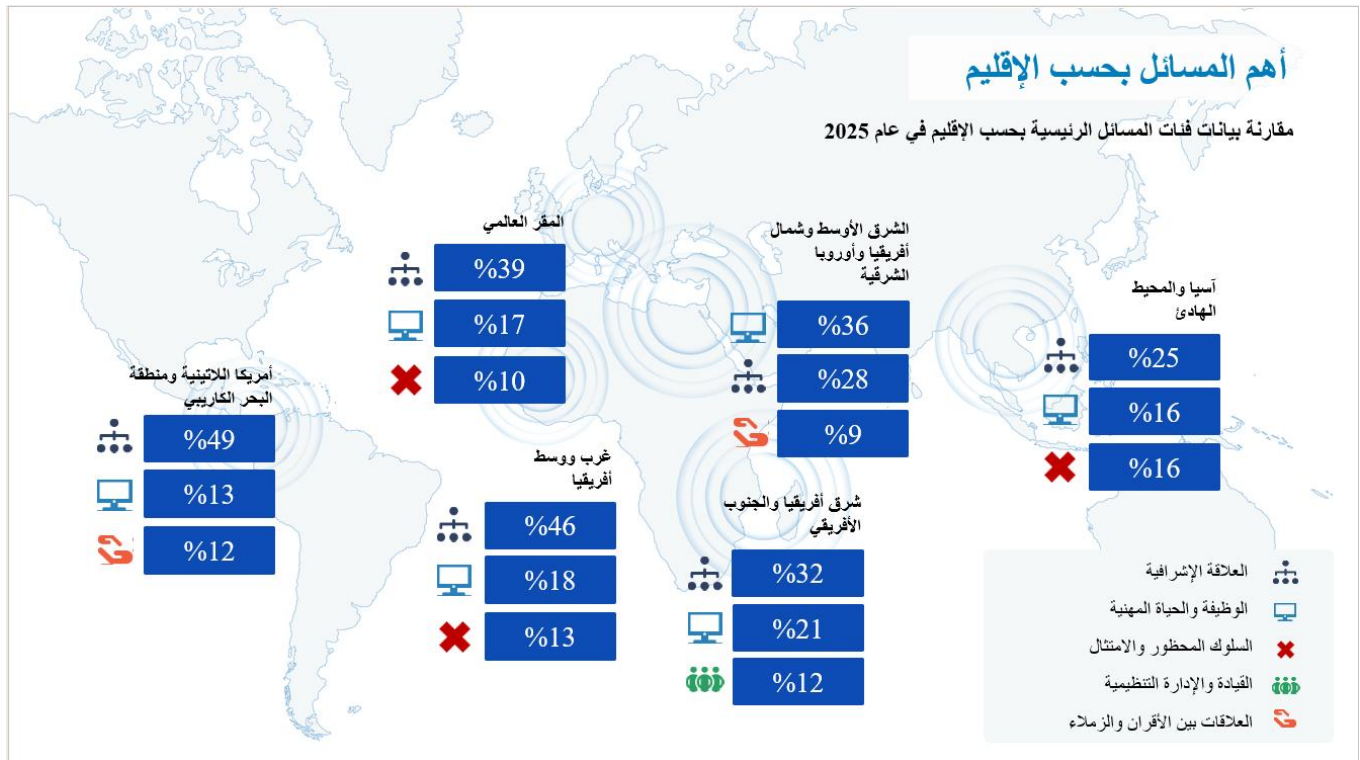 أهم المسائل بحسب الإقليم
مقارنة بيانات فئات المسائل الرئيسية بحسب الإقليم في عام 2025
المقر العالمي
%39
%17
%10
الشرق الأوسط وشمال
أفريقيا وأوروبا
الشرقية
%36
%28
%9
آسيا والمحيط
الهادئ
%25
%16
%16
أمريكا اللاتينية ومنطقة
البحر الكاريبي
%49
%13
%12
غرب ووسط
أفريقيا
%46
%18
%13
شرق أفريقيا والجنوب
الأفريقي
%32
%21
%12
العلاقة الإشرافية
الوظيفة والحياة المهنية
السلوك المحظور والامتثال
القيادة والإدارة التنظيمية
العلاقات بين الأقران والزملاء